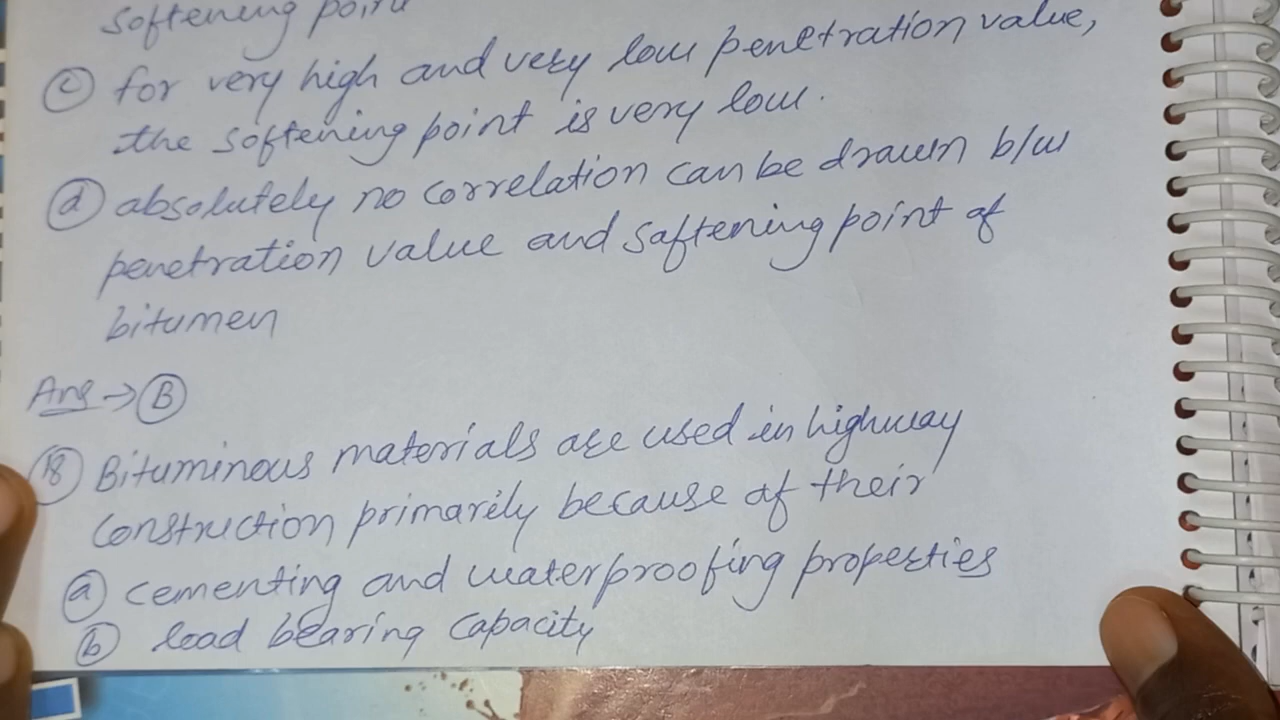 softening point
(c) for very high and very low penetration value,
the softening point is very low.
(d) absolutely no correlation can be drawn b/w
penetration value and softening point of
bitumen
Ans → (B)
(18) Bituminous materials are used in highway
construction primarily because of their
(a) cementing and waterproofing properties
(b) load bearing capacity